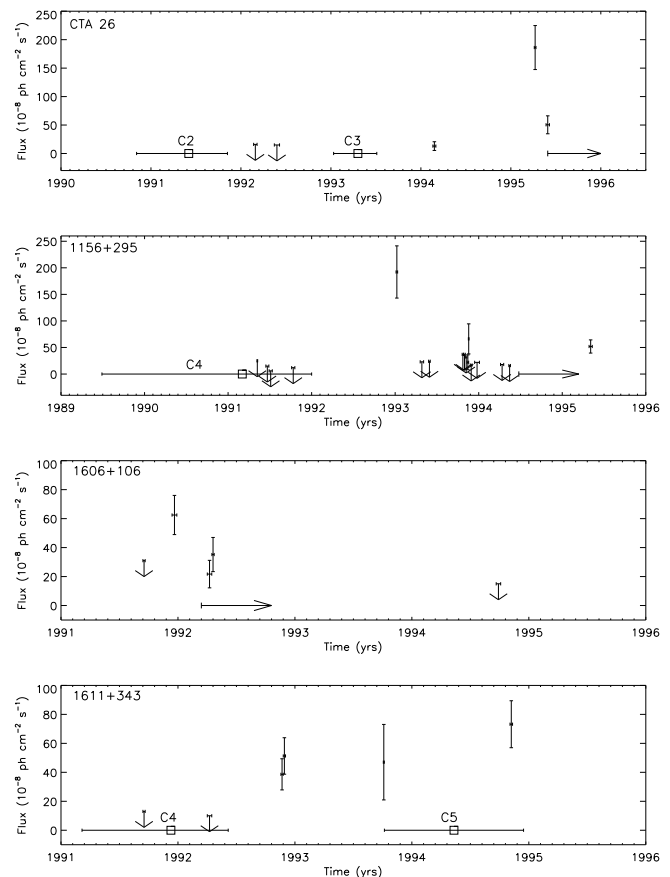 CTA 26
250
200
150
100
50
0
Flux (10⁻⁸ ph cm⁻² s⁻¹)
C2 C3
1990 1991 1992 1993 1994 1995 1996
Time (yrs)
1156+295
250
200
150
100
50
0
Flux (10⁻⁸ ph cm⁻² s⁻¹)
C4
1989 1990 1991 1992 1993 1994 1995 1996
Time (yrs)
1606+106
100
80
60
40
20
0
Flux (10⁻⁸ ph cm⁻² s⁻¹)
1991 1992 1993 1994 1995 1996
Time (yrs)
1611+343
100
80
60
40
20
0
Flux (10⁻⁸ ph cm⁻² s⁻¹)
C4 C5
1991 1992 1993 1994 1995 1996
Time (yrs)